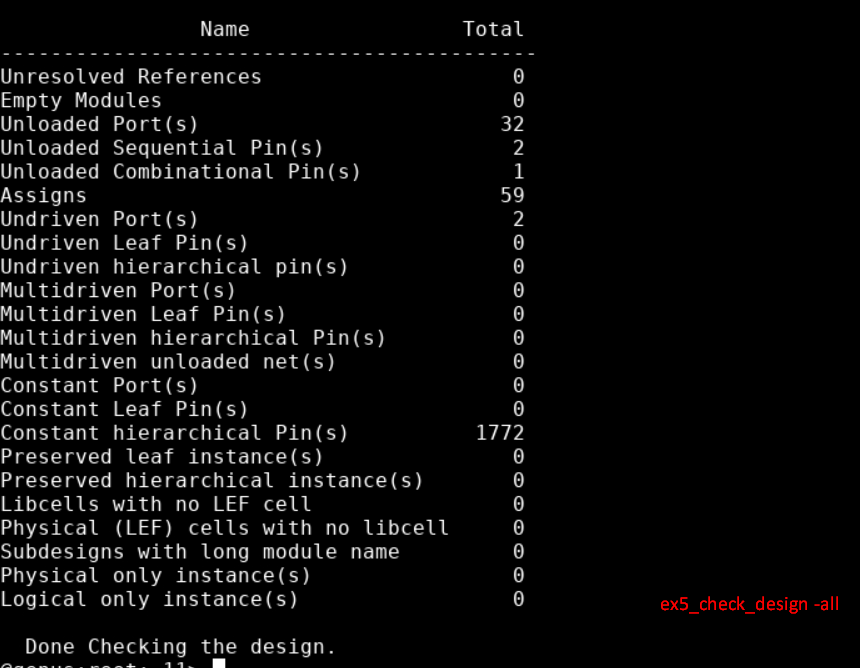 Name Total
-------------------------------------------
Unresolved References 0
Empty Modules 0
Unloaded Port(s) 32
Unloaded Sequential Pin(s) 2
Unloaded Combinational Pin(s) 1
Assigns 59
Undriven Port(s) 2
Undriven Leaf Pin(s) 0
Undriven hierarchical pin(s) 0
Multidriven Port(s) 0
Multidriven Leaf Pin(s) 0
Multidriven hierarchical Pin(s) 0
Multidriven unloaded net(s) 0
Constant Port(s) 0
Constant Leaf Pin(s) 0
Constant hierarchical Pin(s) 1772
Preserved leaf instance(s) 0
Preserved hierarchical instance(s) 0
Libcells with no LEF cell 0
Physical (LEF) cells with no libcell 0
Subdesigns with long module name 0
Physical only instance(s) 0
Logical only instance(s) 0
ex5_check_design -all
Done Checking the design.